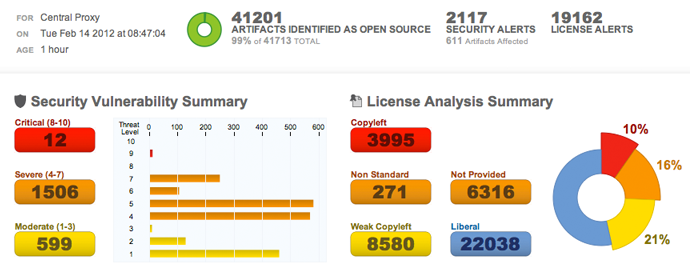 FOR Central Proxy
ON Tue Feb 14 2012 at 08:47:04
AGE 1 hour
41201
ARTIFACTS IDENTIFIED AS OPEN SOURCE
99% of 41713 TOTAL
2117
SECURITY ALERTS
611 Artifacts Affected
19162
LICENSE ALERTS
Security Vulnerability Summary
Critical (8-10)
12
Severe (4-7)
1506
Moderate (1-3)
599
Threat
Level
0 100 200 300 400 500 600
10
9
7
6
5
4
3
2
1
License Analysis Summary
Copyleft
3995
Non Standard
271
Not Provided
6316
Weak Copyleft
8580
Liberal
22038
10%
16%
21%